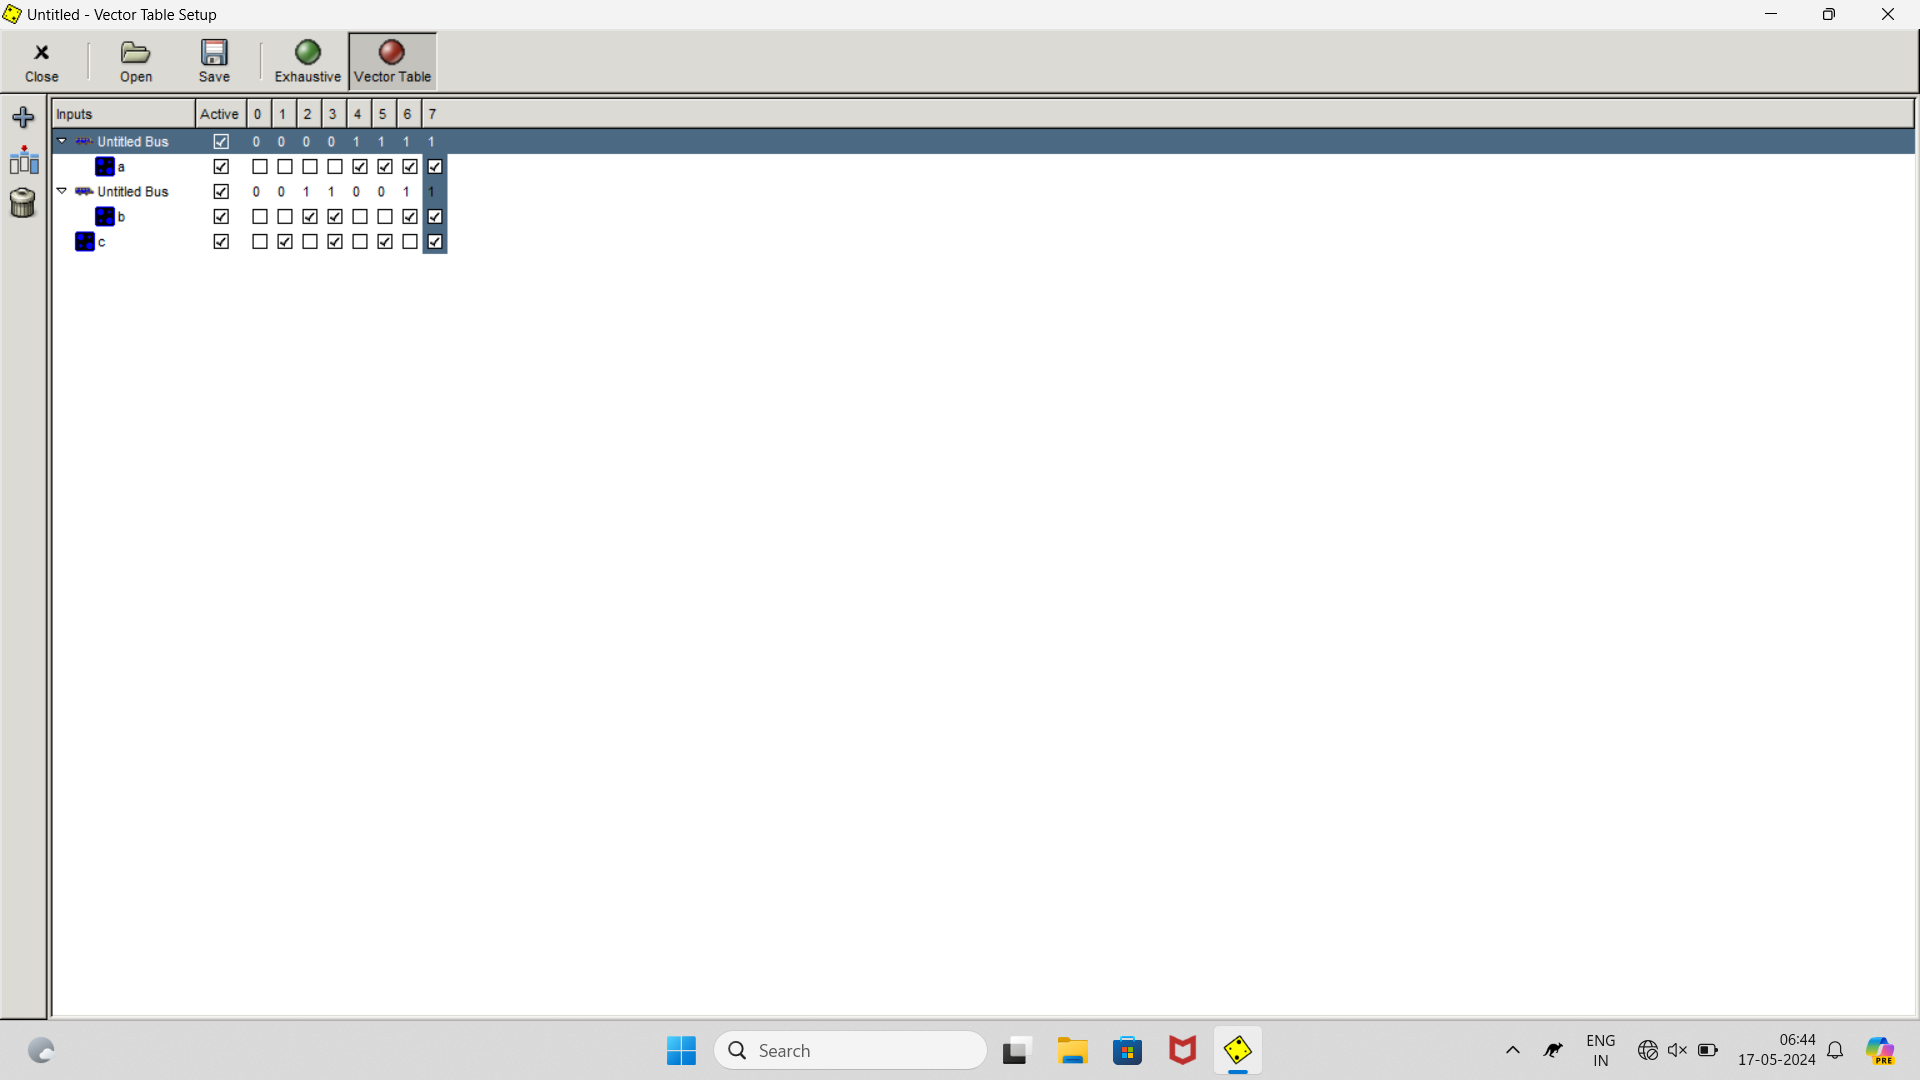 Untitled - Vector Table Setup
Close Open Save Exhaustive Vector Table
Inputs Active 0 1 2 3 4 5 6 7
Untitled Bus 0 0 0 0 1 1 1 1
a
Untitled Bus 0 0 1 1 0 0 1 1
b
c
Search
ENG
IN
06:44
17-05-2024
PRE